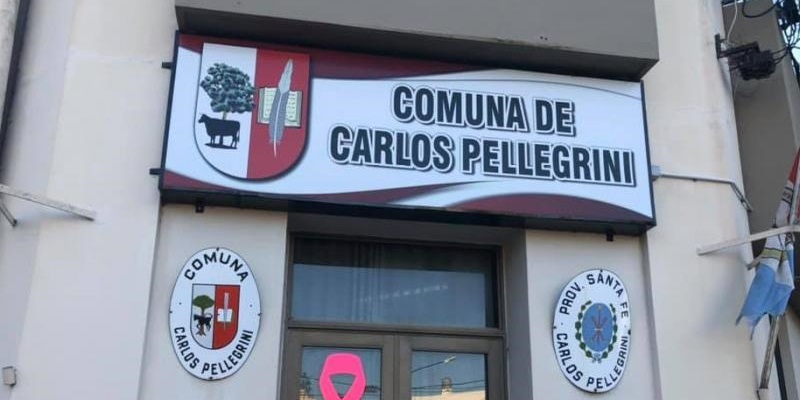 COMUNA DE
CARLOS PELLEGRINI
COMUNA
CARLOS PELLEGRINI
PROV. SANTA FE
CARLOS PELLEGRINI